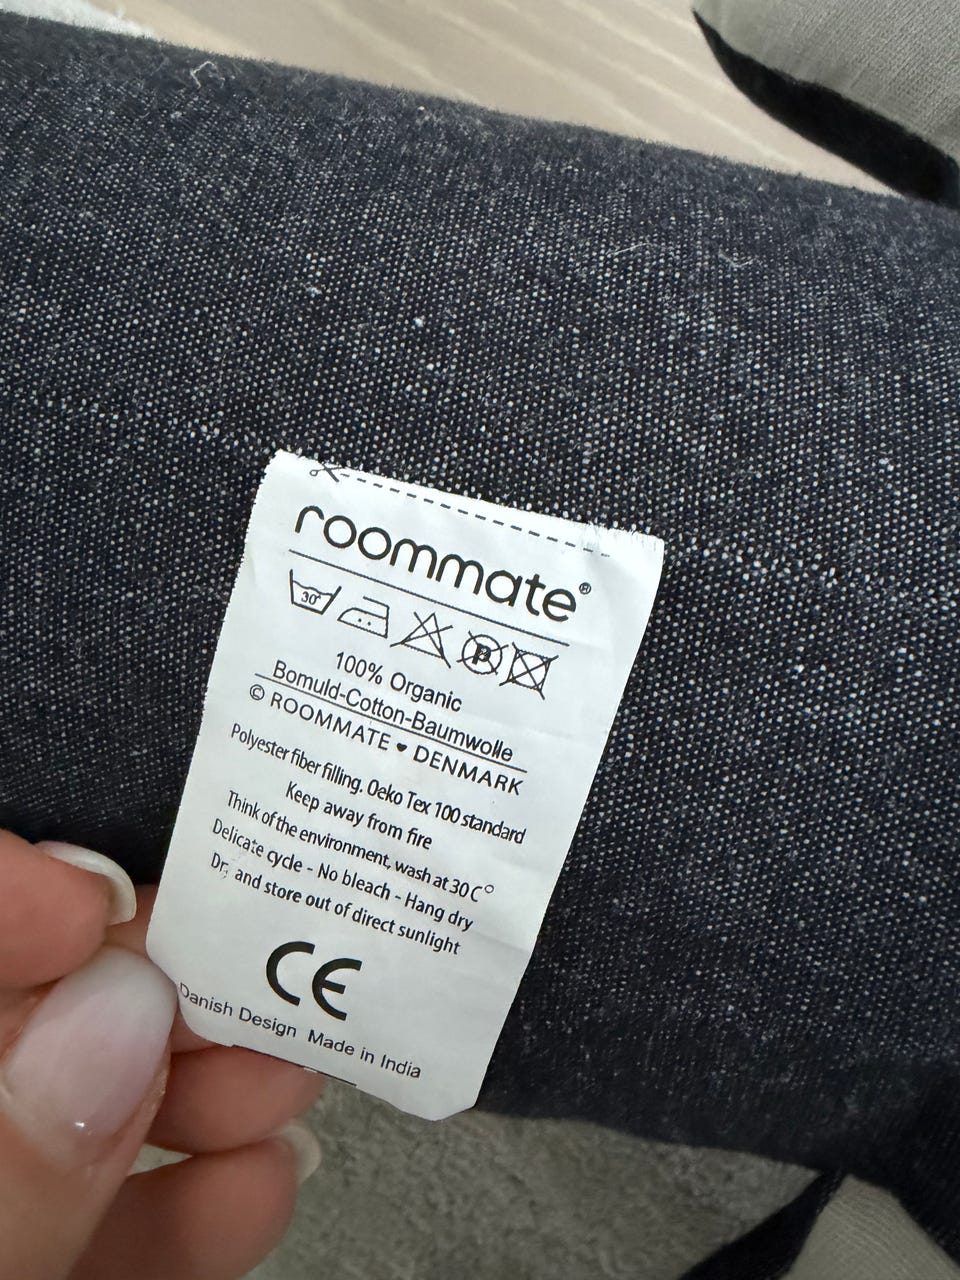 roommate®
30°
P
100% Organic
Bomuld-Cotton-Baumwolle
© ROOMMATE ♥ DENMARK
Polyester fiber filling. Oeko Tex 100 standard
Keep away from fire
Think of the environment, wash at 30 C°
Delicate cycle - No bleach - Hang dry
and store out of direct sunlight
CE
Danish Design Made in India